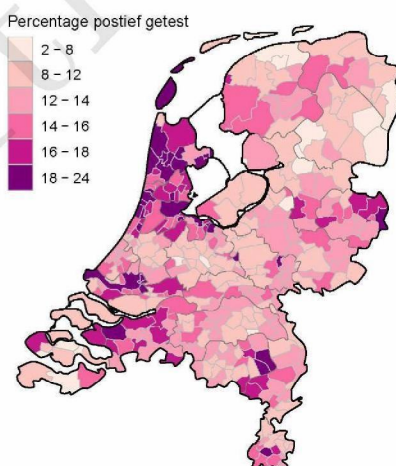 Percentage postief getest
2 – 8
8 – 12
12 – 14
14 – 16
16 – 18
18 – 24